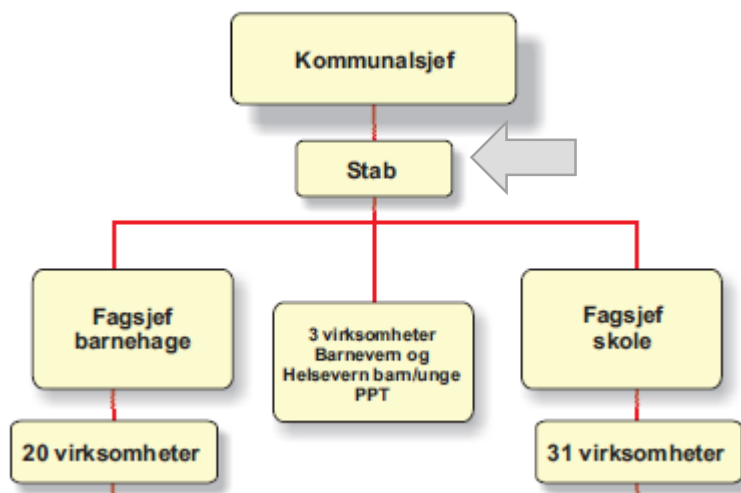 Kommunalsjef
Stab
Fagsjef
barnehage
3 virksomheter
Barnevern og
Helsevern barn/unge
PPT
Fagsjef
skole
20 virksomheter
31 virksomheter